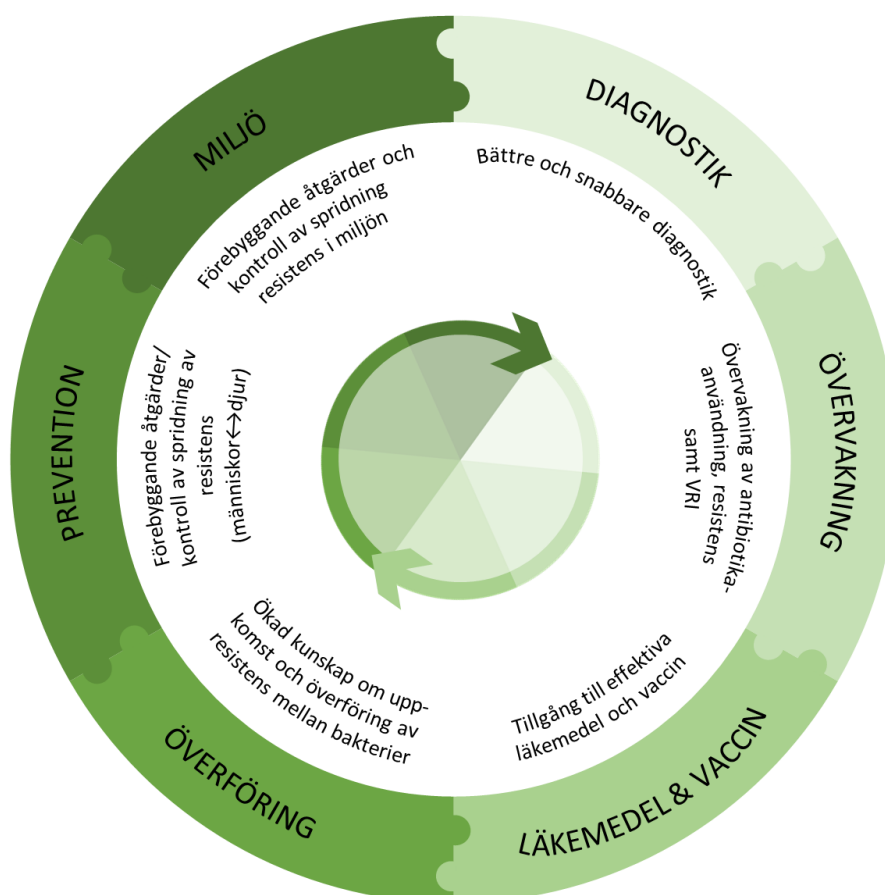 DIAGNOSTIK
Bättre och snabbare diagnostik
ÖVERVAKNING
Övervakning av antibiotika-
användning, resistens
samt VRI
LÄKEMEDEL & VACCIN
Tillgång till effektiva
läkemedel och vaccin
ÖVERFÖRING
Ökad kunskap om upp-
komst och överföring av
resistens mellan bakterier
PREVENTION
Förebyggande åtgärder/
kontroll av spridning av
resistens
(människor↔djur)
MILJÖ
Förebyggande åtgärder och
kontroll av spridning
resistens i miljön